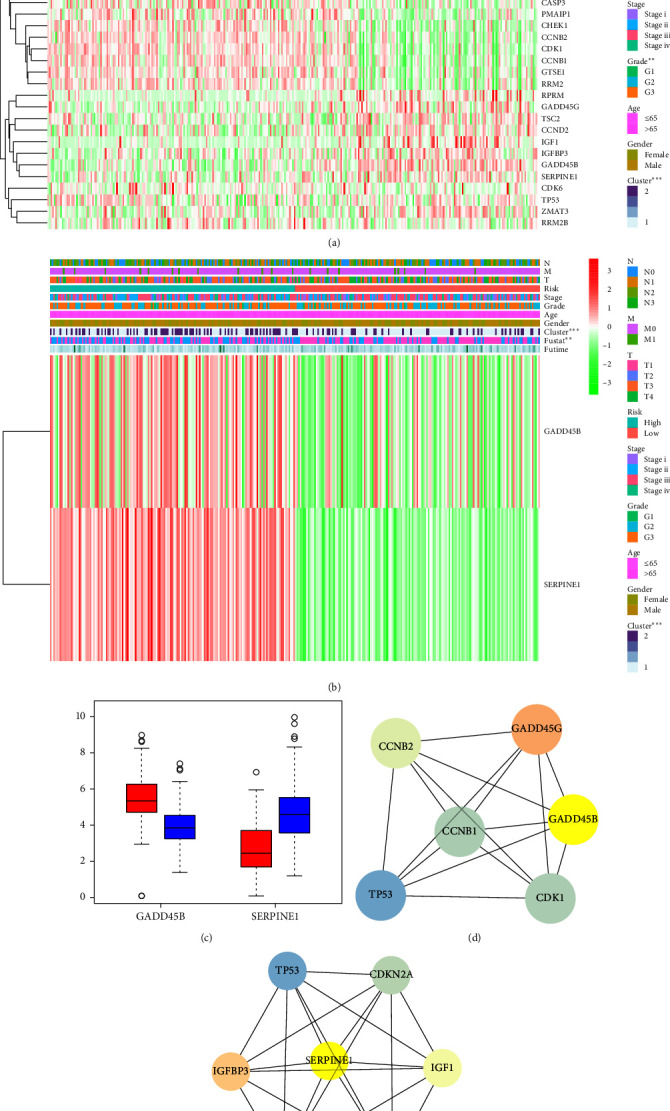 CASP3
PMAIP1
CHEK1
CCNB2
CDK1
CCNB1
GTSE1
RRM2
RPRM
GADD45G
TSC2
CCND2
IGF1
IGFBP3
GADD45B
SERPINE1
CDK6
TP53
ZMAT3
RRM2B
Stage
Stage i
Stage ii
Stage iii
Stage iv
Grade**
G1
G2
G3
Age
≤65
>65
Gender
Female
Male
Cluster***
2
1
(a)
N
M
T
Risk
Stage
Grade
Age
Gender
Cluster***
Fustat**
Futime
GADD45B
SERPINE1
3
2
1
0
−1
−2
−3
N
N0
N1
N2
N3
M
M0
M1
T
T1
T2
T3
T4
Risk
High
Low
Stage
Stage i
Stage ii
Stage iii
Stage iv
Grade
G1
G2
G3
Age
≤65
>65
Gender
Female
Male
Cluster***
2
1
(b)
10
8
6
4
2
0
GADD45B SERPINE1
(c)
CCNB2
GADD45G
GADD45B
CCNB1
TP53
CDK1
(d)
TP53
CDKN2A
SERPINE1
IGFBP3
IGF1